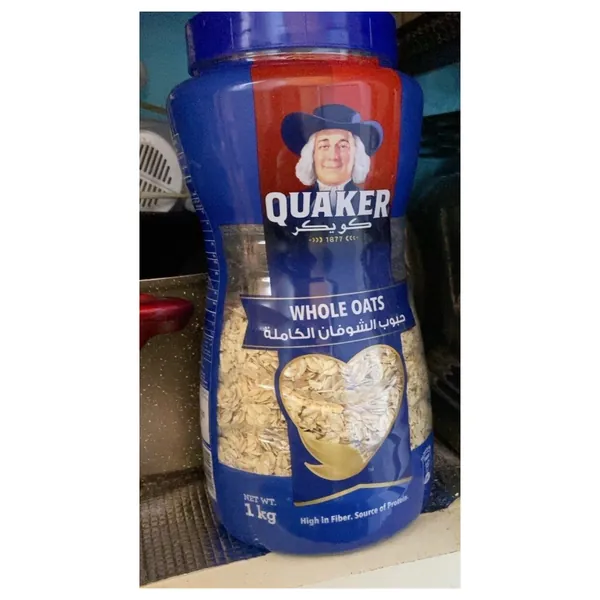 QUAKER
كويكر
1877
WHOLE OATS
حبوب الشوفان الكاملة
NET WT.
1 kg
High in Fiber. Source of Protein.